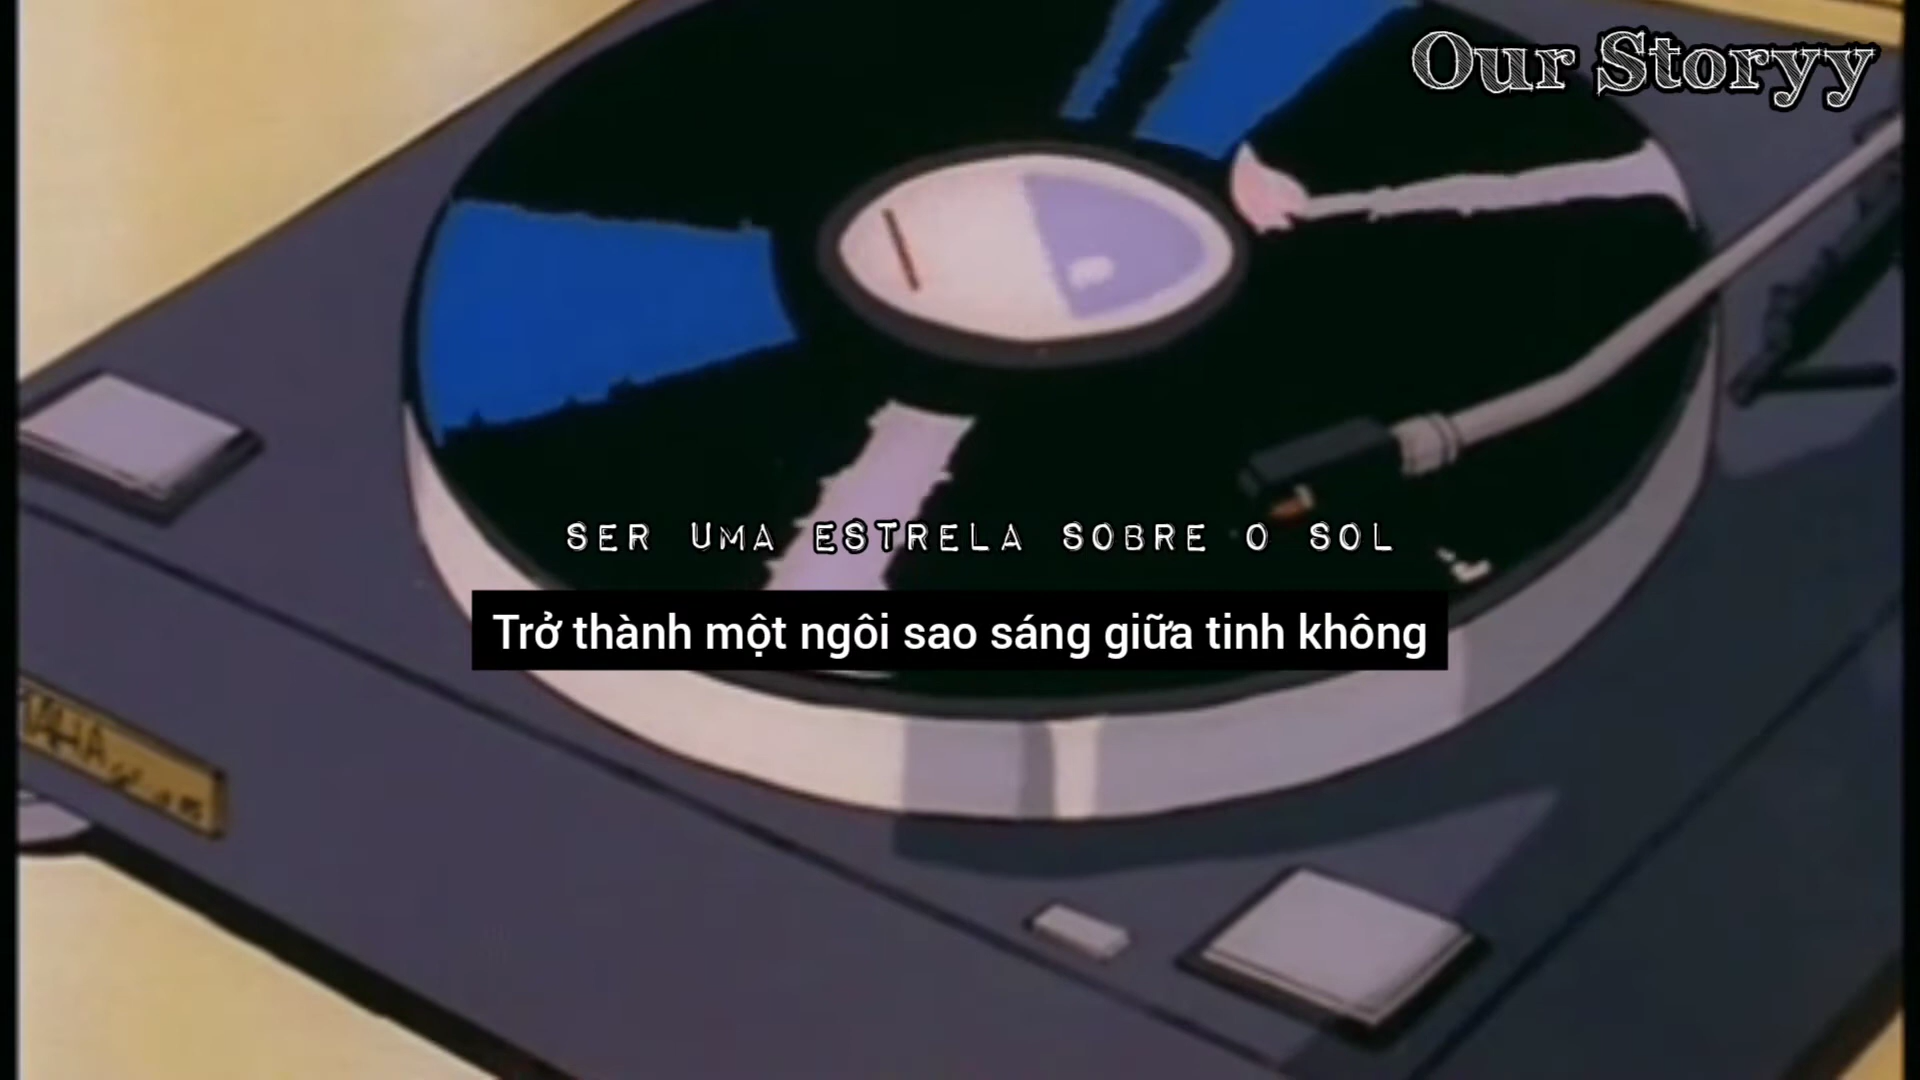 Our Storyy
SER UMA ESTRELA SOBRE O SOL
Trở thành một ngôi sao sáng giữa tinh không